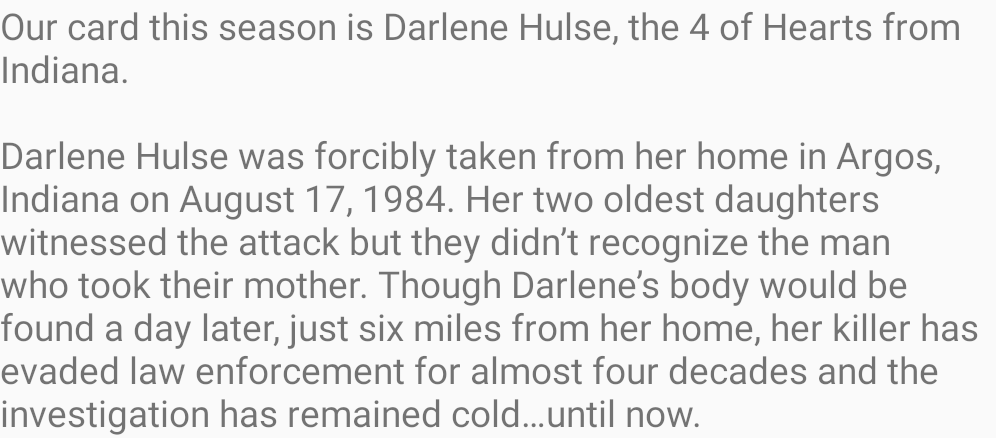 Our card this season is Darlene Hulse, the 4 of Hearts from
Indiana.
Darlene Hulse was forcibly taken from her home in Argos,
Indiana on August 17, 1984. Her two oldest daughters
witnessed the attack but they didn’t recognize the man
who took their mother. Though Darlene’s body would be
found a day later, just six miles from her home, her killer has
evaded law enforcement for almost four decades and the
investigation has remained cold…until now.